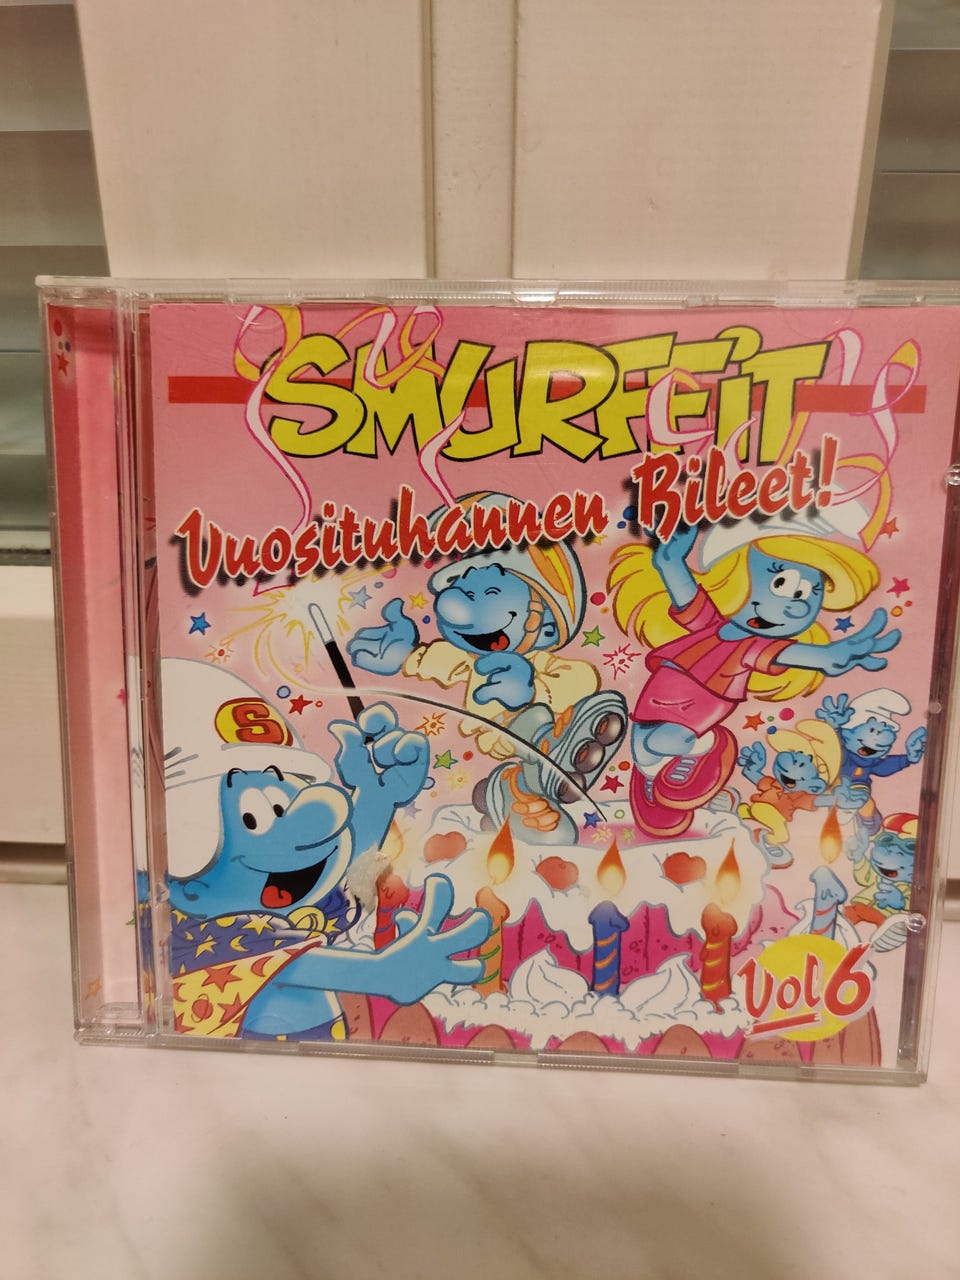 SMURFFIT
Vuosituhannen Bileet!
S
Vol 6